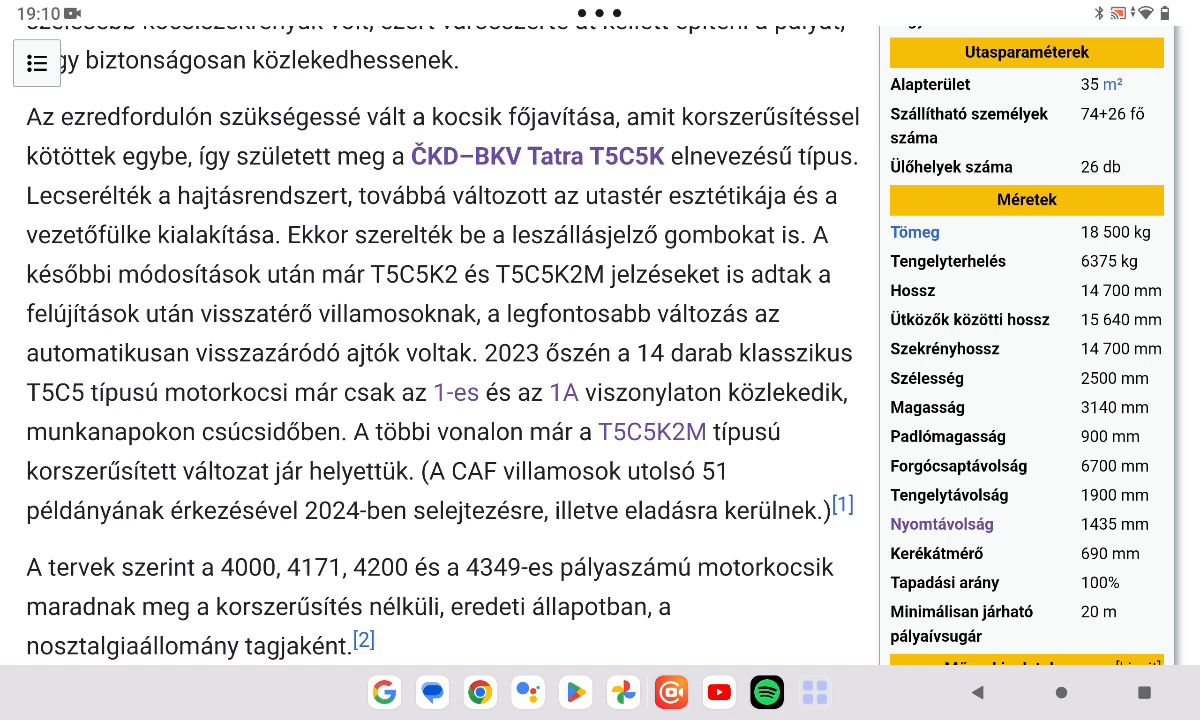 19:10
biztonságosan közlekedhessenek.
Az ezredfordulón szükségessé vált a kocsik főjavítása, amit korszerűsítéssel
kötöttek egybe, így született meg a ČKD–BKV Tatra T5C5K elnevezésű típus.
Lecserélték a hajtásrendszert, továbbá változott az utastér esztétikája és a
vezetőfülke kialakítása. Ekkor szerelték be a leszállásjelző gombokat is. A
későbbi módosítások után már T5C5K2 és T5C5K2M jelzéseket is adtak a
felújítások után visszatérő villamosoknak, a legfontosabb változás az
automatikusan visszazáródó ajtók voltak. 2023 őszén a 14 darab klasszikus
T5C5 típusú motorkocsi már csak az 1-es és az 1A viszonylaton közlekedik,
munkanapokon csúcsidőben. A többi vonalon már a T5C5K2M típusú
korszerűsített változat jár helyettük. (A CAF villamosok utolsó 51
példányának érkezésével 2024-ben selejtezésre, illetve eladásra kerülnek.)[1]
A tervek szerint a 4000, 4171, 4200 és a 4349-es pályaszámú motorkocsik
maradnak meg a korszerűsítés nélküli, eredeti állapotban, a
nosztalgiaállomány tagjaként.[2]
Utasparaméterek
Alapterület 35 m²
Szállítható személyek 74+26 fő
száma
Ülőhelyek száma 26 db
Méretek
Tömeg 18 500 kg
Tengelyterhelés 6375 kg
Hossz 14 700 mm
Ütközők közötti hossz 15 640 mm
Szekrényhossz 14 700 mm
Szélesség 2500 mm
Magasság 3140 mm
Padlómagasság 900 mm
Forgócsaptávolság 6700 mm
Tengelytávolság 1900 mm
Nyomtávolság 1435 mm
Kerékátmérő 690 mm
Tapadási arány 100%
Minimálisan járható 20 m
pályaívsugár